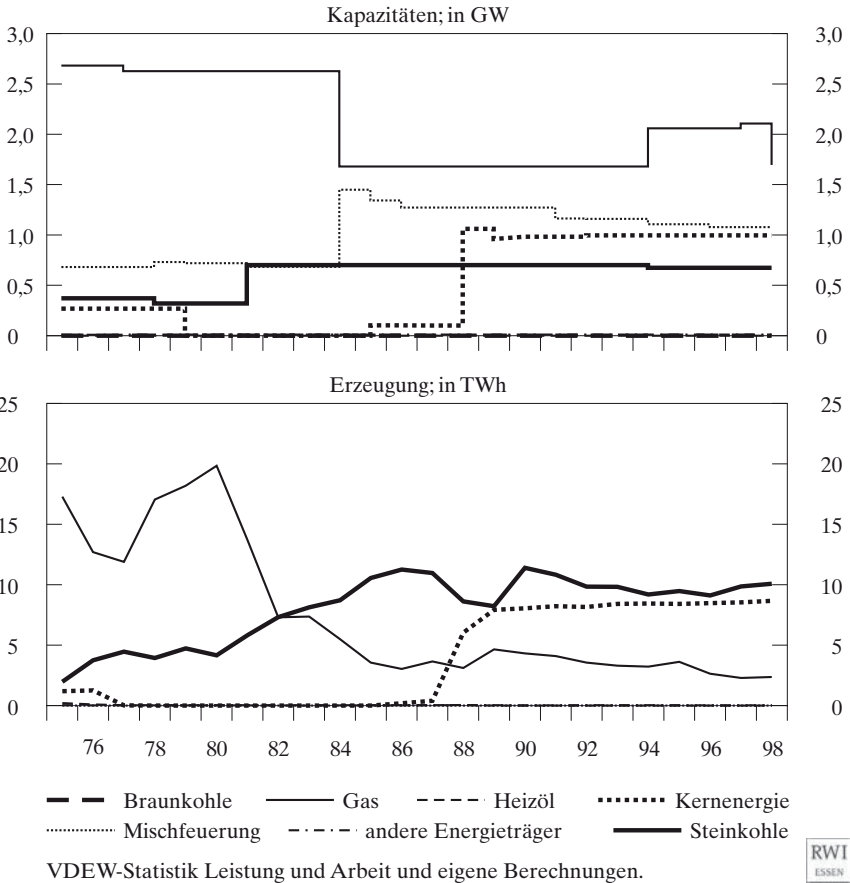 Kapazitäten; in GW
3,0 3,0
2,5 2,5
2,0 2,0
1,5 1,5
1,0 1,0
0,5 0,5
0 0
Erzeugung; in TWh
25 25
20 20
15 15
10 10
5 5
0 0
76 78 80 82 84 86 88 90 92 94 96 98
Braunkohle Gas Heizöl Kernenergie
Mischfeuerung andere Energieträger Steinkohle
VDEW-Statistik Leistung und Arbeit und eigene Berechnungen.
RWI
ESSEN